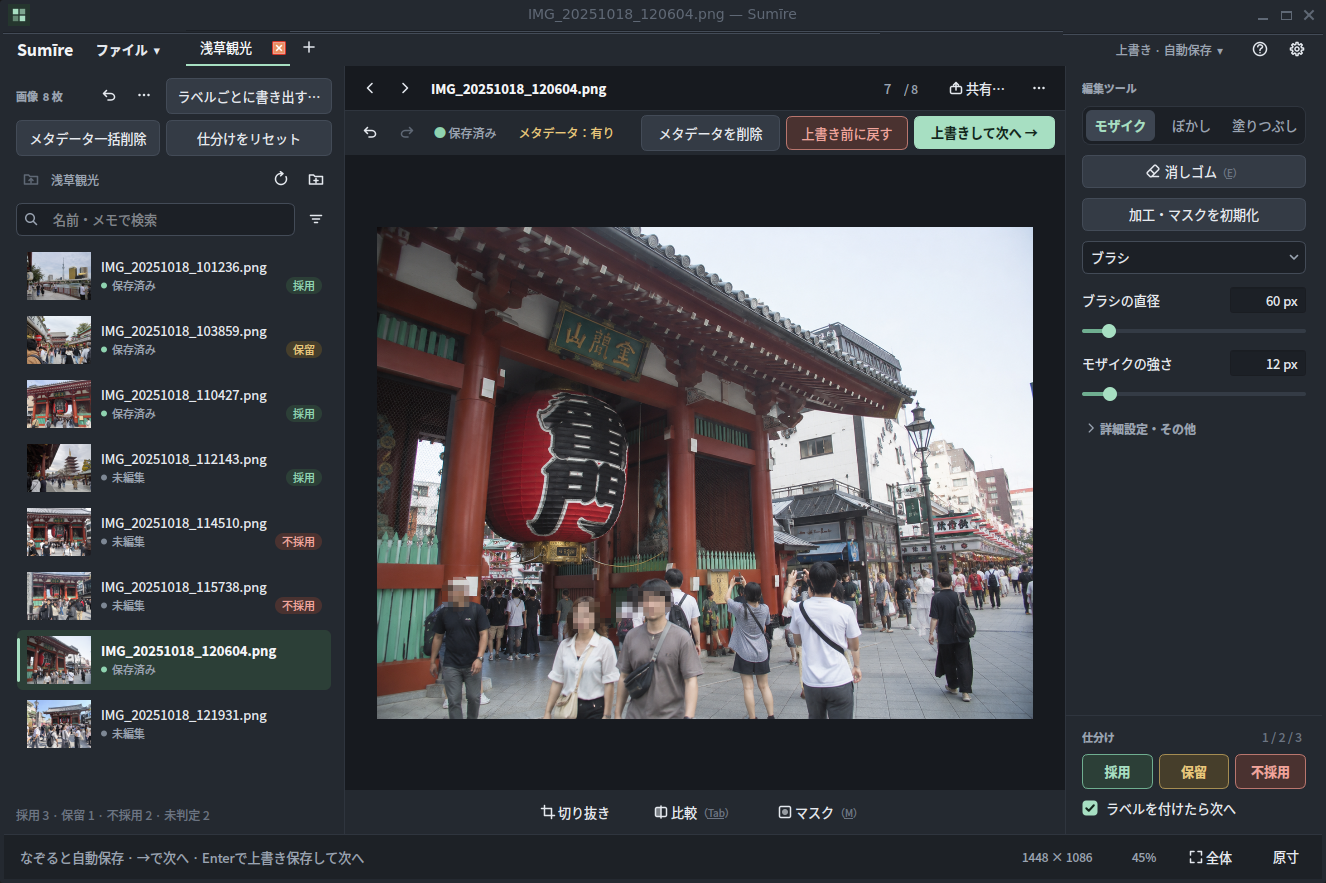 IMG_20251018_120604.png — Sumīre
Sumīre
ファイル ▼
浅草観光
上書き · 自動保存 ▼
画像 8 枚
ラベルごとに書き出す…
メタデータ一括削除
仕分けをリセット
浅草観光
名前・メモで検索
IMG_20251018_101236.png
保存済み
採用
IMG_20251018_103859.png
保存済み
保留
IMG_20251018_110427.png
保存済み
採用
IMG_20251018_112143.png
未編集
採用
IMG_20251018_114510.png
未編集
不採用
IMG_20251018_115738.png
未編集
不採用
IMG_20251018_120604.png
保存済み
IMG_20251018_121931.png
未編集
採用 3 · 保留 1 · 不採用 2 · 未判定 2
IMG_20251018_120604.png
7 / 8
共有…
保存済み
メタデータ：有り
メタデータを削除
上書き前に戻す
上書きして次へ →
金龍山
雷門
切り抜き
比較 (Tab)
マスク (M)
編集ツール
モザイク
ぼかし
塗りつぶし
消しゴム (E)
加工・マスクを初期化
ブラシ
ブラシの直径
60 px
モザイクの強さ
12 px
詳細設定・その他
仕分け
1 / 2 / 3
採用
保留
不採用
ラベルを付けたら次へ
なぞると自動保存 · →で次へ · Enterで上書き保存して次へ
1448 × 1086
45%
全体
原寸